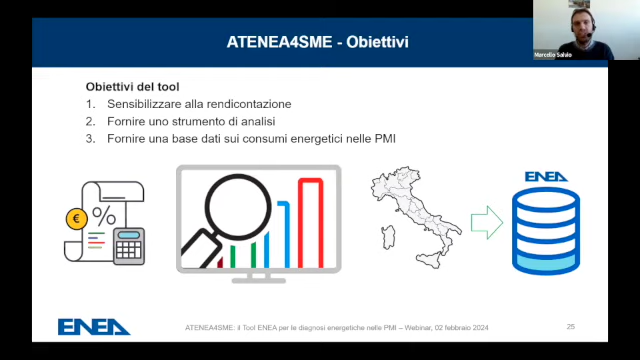 ATENEA4SME - Obiettivi
Marcello Salvio
Obiettivi del tool
1. Sensibilizzare alla rendicontazione
2. Fornire uno strumento di analisi
3. Fornire una base dati sui consumi energetici nelle PMI
ENEA
€
%
ENEA
ATENEA4SME: il Tool ENEA per le diagnosi energetiche nelle PMI – Webinar, 02 febbraio 2024
25